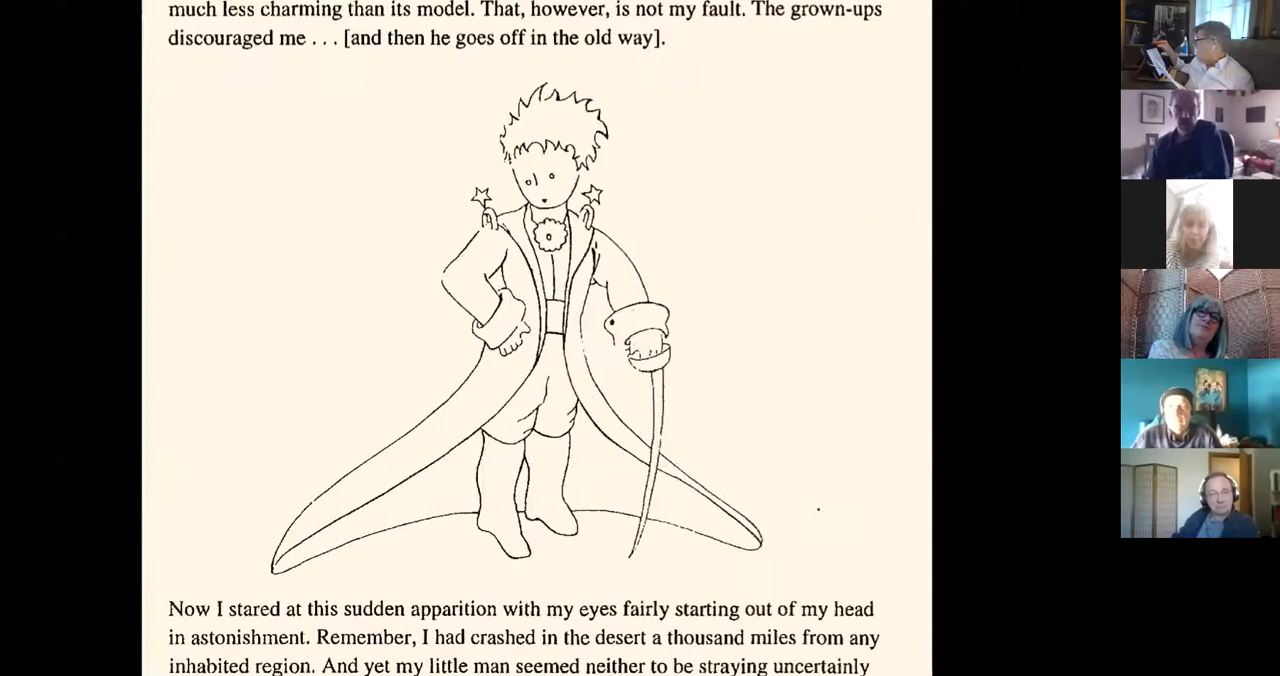 much less charming than its model. That, however, is not my fault. The grown-ups
discouraged me . . . [and then he goes off in the old way].
Now I stared at this sudden apparition with my eyes fairly starting out of my head
in astonishment. Remember, I had crashed in the desert a thousand miles from any
inhabited region. And yet my little man seemed neither to be straying uncertainly